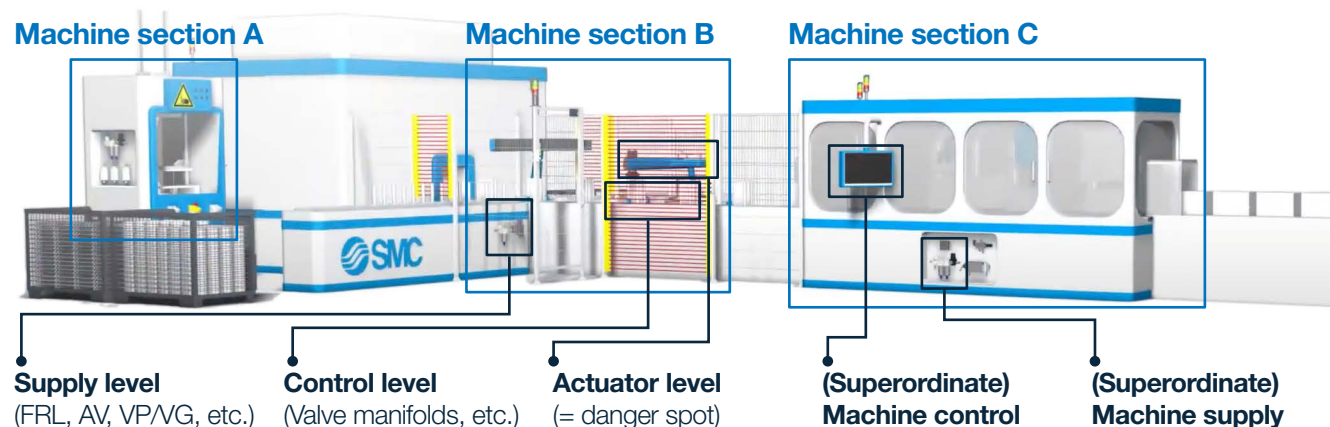 Machine section A
Machine section B
Machine section C
SMC
Supply level
(FRL, AV, VP/VG, etc.)
Control level
(Valve manifolds, etc.)
Actuator level
(= danger spot)
(Superordinate)
Machine control
(Superordinate)
Machine supply